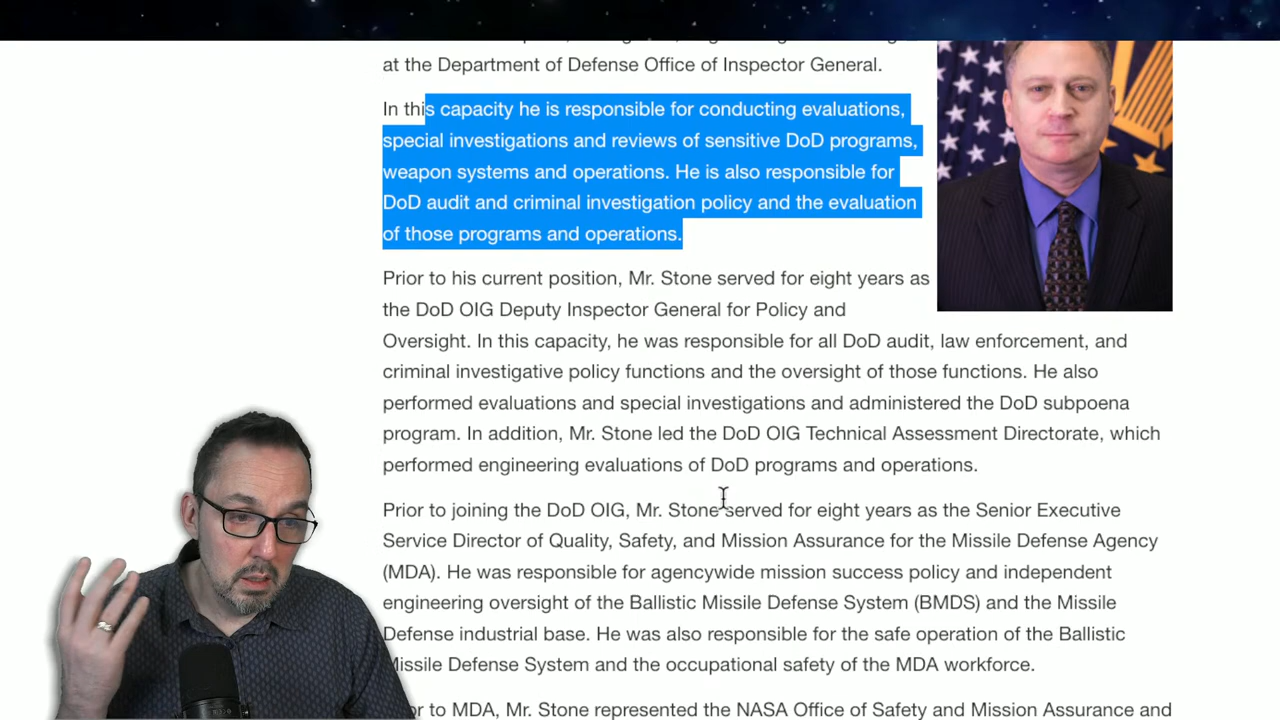 at the Department of Defense Office of Inspector General.
In this capacity he is responsible for conducting evaluations,
special investigations and reviews of sensitive DoD programs,
weapon systems and operations. He is also responsible for
DoD audit and criminal investigation policy and the evaluation
of those programs and operations.
Prior to his current position, Mr. Stone served for eight years as
the DoD OIG Deputy Inspector General for Policy and
Oversight. In this capacity, he was responsible for all DoD audit, law enforcement, and
criminal investigative policy functions and the oversight of those functions. He also
performed evaluations and special investigations and administered the DoD subpoena
program. In addition, Mr. Stone led the DoD OIG Technical Assessment Directorate, which
performed engineering evaluations of DoD programs and operations.
Prior to joining the DoD OIG, Mr. Stone served for eight years as the Senior Executive
Service Director of Quality, Safety, and Mission Assurance for the Missile Defense Agency
(MDA). He was responsible for agencywide mission success policy and independent
engineering oversight of the Ballistic Missile Defense System (BMDS) and the Missile
Defense industrial base. He was also responsible for the safe operation of the Ballistic
Missile Defense System and the occupational safety of the MDA workforce.
to MDA, Mr. Stone represented the NASA Office of Safety and Mission Assurance and